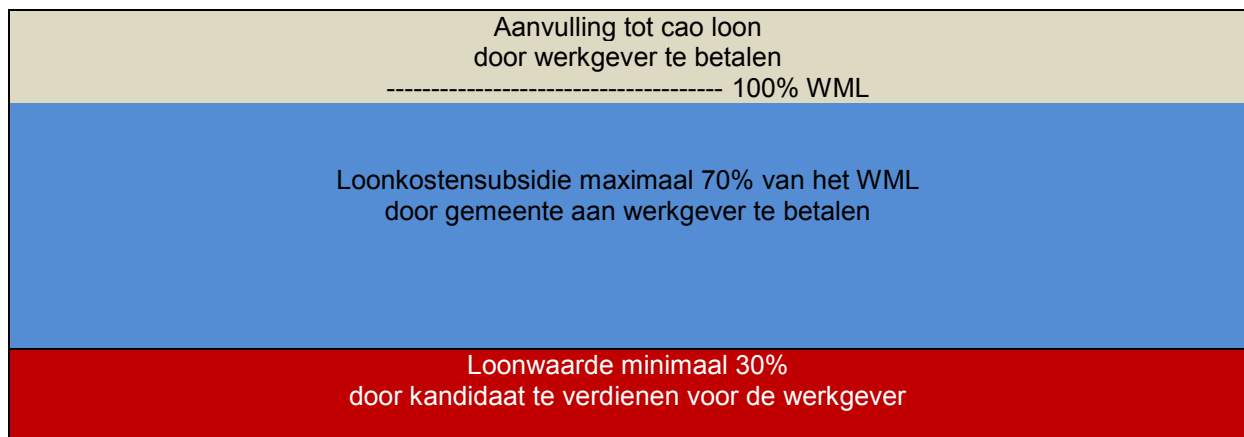 Aanvulling tot cao loon
door werkgever te betalen
-------------------------------------- 100% WML
Loonkostensubsidie maximaal 70% van het WML
door gemeente aan werkgever te betalen
Loonwaarde minimaal 30%
door kandidaat te verdienen voor de werkgever